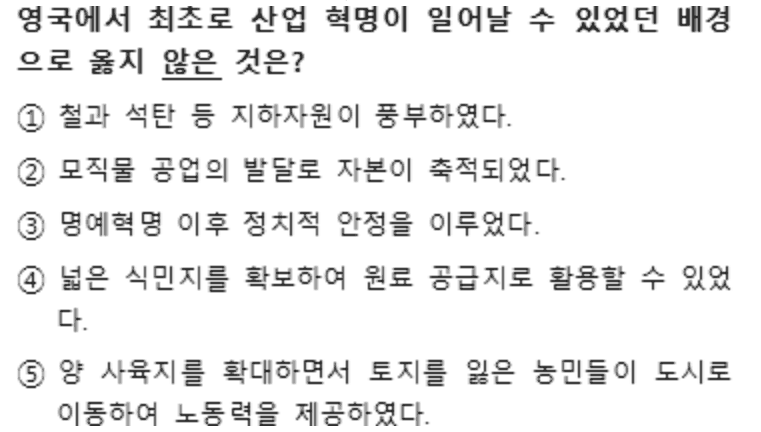 영국에서 최초로 산업 혁명이 일어날 수 있었던 배경
으로 옳지 않은 것은?
① 철과 석탄 등 지하자원이 풍부하였다.
② 모직물 공업의 발달로 자본이 축적되었다.
③ 명예혁명 이후 정치적 안정을 이루었다.
④ 넓은 식민지를 확보하여 원료 공급지로 활용할 수 있었
다.
⑤ 양 사육지를 확대하면서 토지를 잃은 농민들이 도시로
이동하여 노동력을 제공하였다.